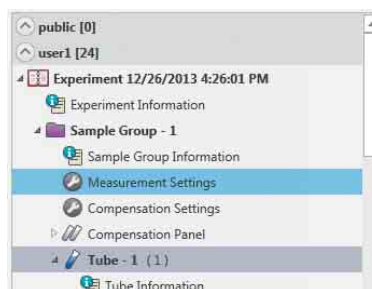 public [0]
user1 [24]
Experiment 12/26/2013 4:26:01 PM
Experiment Information
Sample Group - 1
Sample Group Information
Measurement Settings
Compensation Settings
Compensation Panel
Tube - 1 (1)
Tube Information